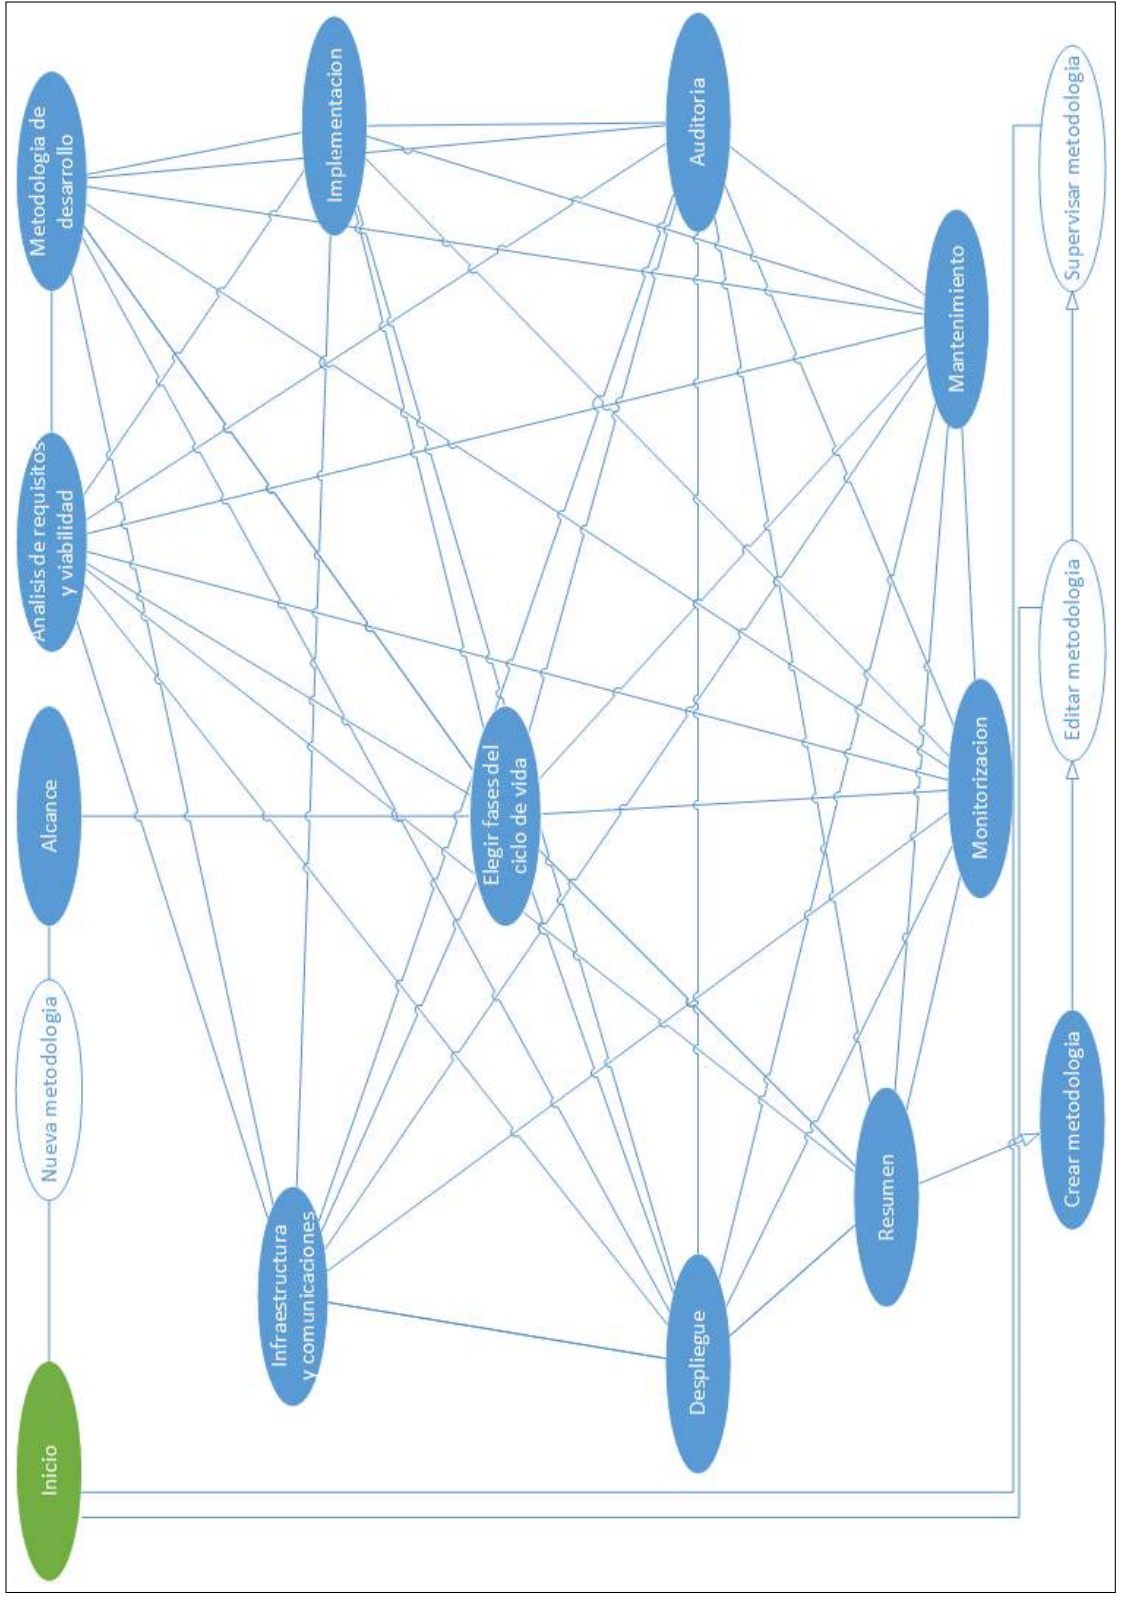 Inicio
Nueva metodologia
Alcance
Analisis de requisitos
y viabilidad
Metodologia de
desarrollo
Infraestructura
y comunicaciones
Implementacion
Elegir fases del
ciclo de vida
Despliegue
Auditoria
Resumen
Mantenimiento
Monitorizacion
Crear metodologia
Editar metodologia
Supervisar metodologia